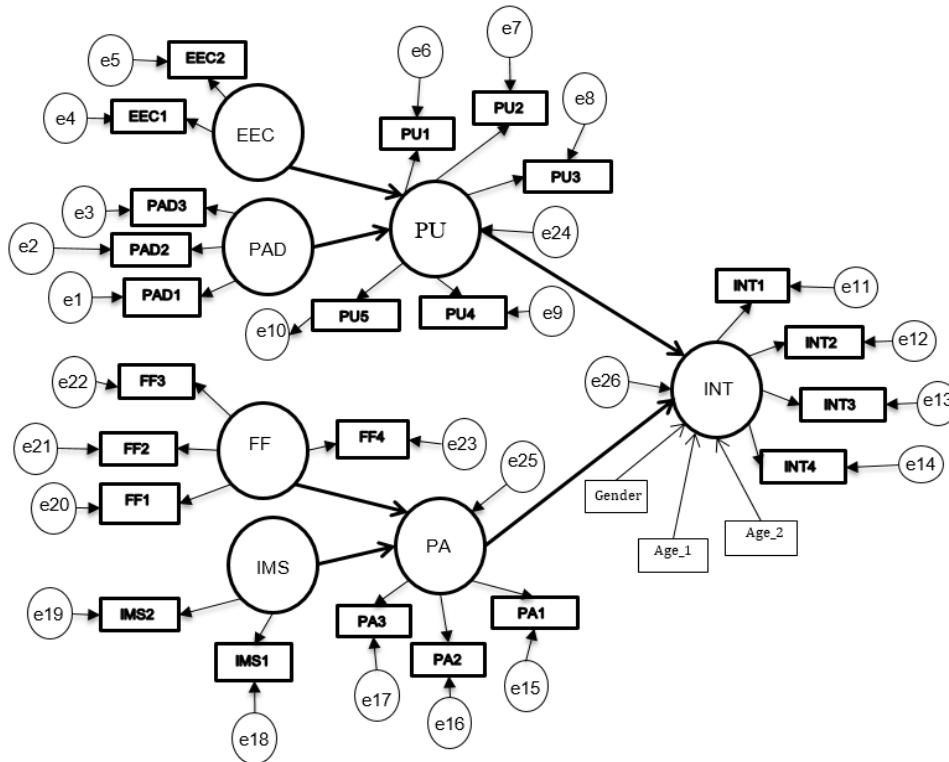 e7
e6
e5
EEC2
e8
PU2
e4
EEC1
EEC
PU1
PU3
e3
PAD3
PU
e24
e2
PAD2
PAD
e1
PAD1
INT1
e11
PU5
PU4
e9
e10
INT2
e12
e22
FF3
e26
INT
INT3
e13
FF2
FF
FF4
e23
e21
e25
INT4
e14
Gender
e20
FF1
Age_2
PA
Age_1
IMS
e19
IMS2
PA3
PA1
IMS1
PA2
e15
e17
e16
e18